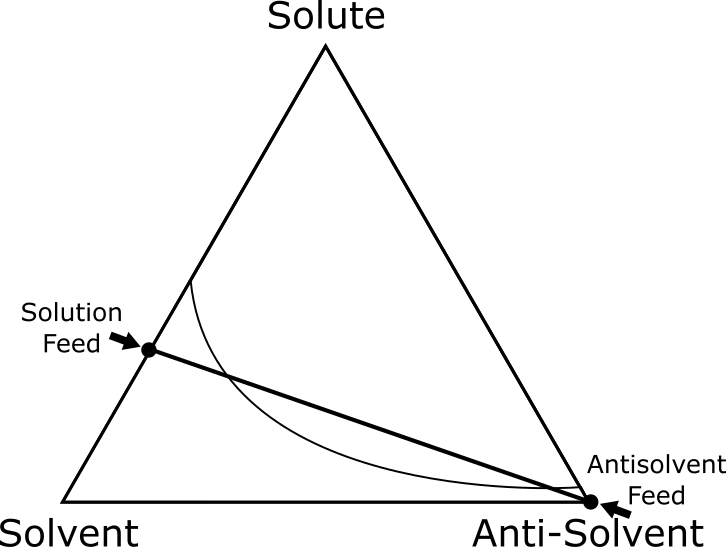 Solute
Solution
Feed
Antisolvent
Feed
Solvent
Anti-Solvent